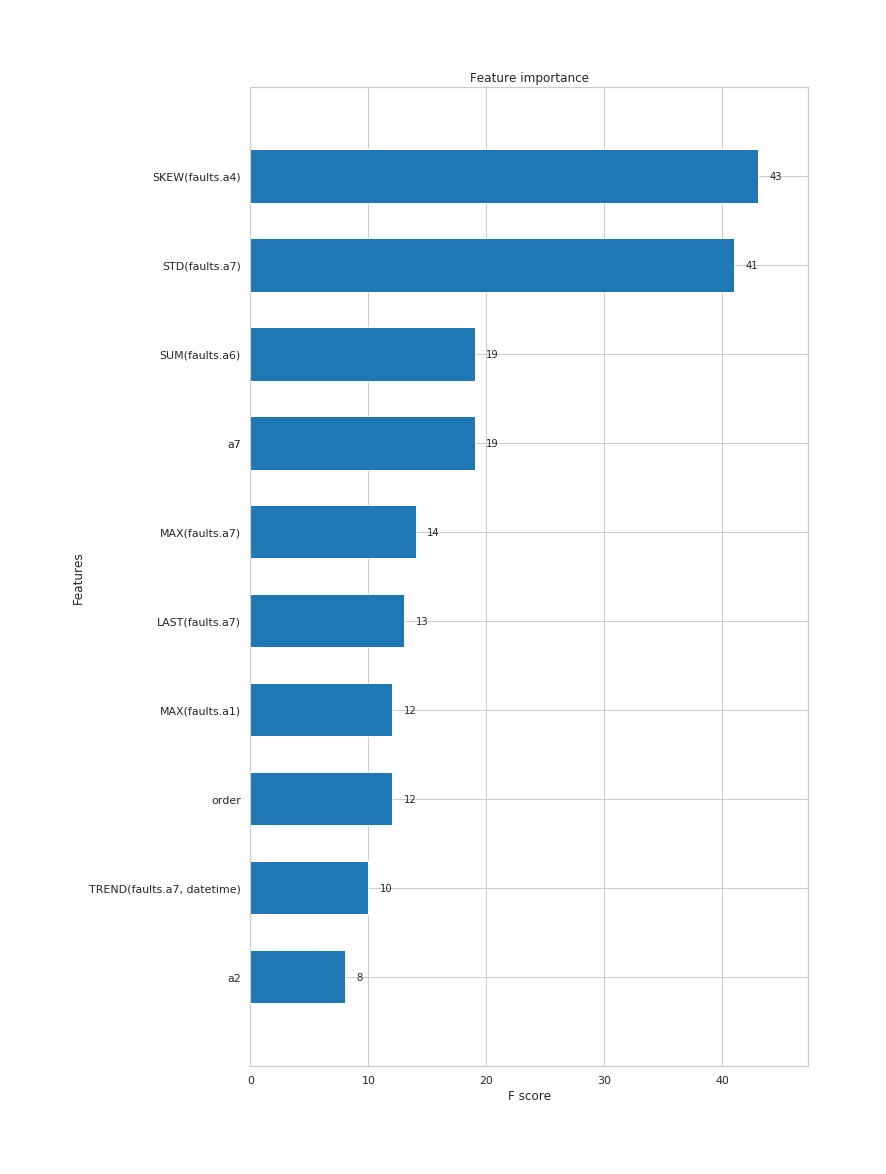 Feature importance
SKEW(faults.a4)
43
STD(faults.a7)
41
SUM(faults.a6)
19
a7
19
MAX(faults.a7)
14
LAST(faults.a7)
13
MAX(faults.a1)
12
order
12
TREND(faults.a7, datetime)
10
a2
8
Features
0 10 20 30 40
F score